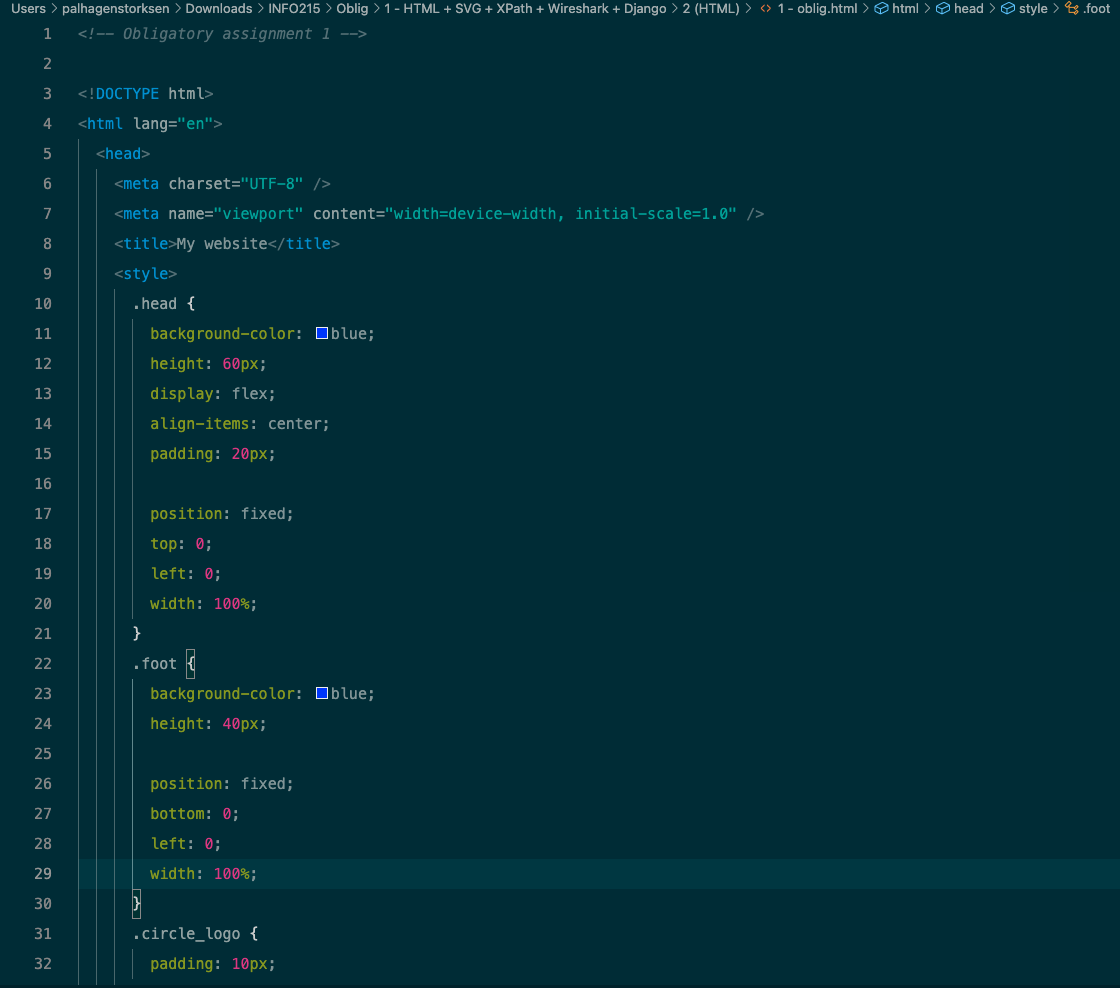 Users > palhagenstorksen > Downloads > INFO215 > Oblig > 1 - HTML + SVG + XPath + Wireshark + Django > 2 (HTML) > <> 1 - oblig.html > html > head > style > .foot
1 <!-- Obligatory assignment 1 -->
2
3 <!DOCTYPE html>
4 <html lang="en">
5 <head>
6 <meta charset="UTF-8" />
7 <meta name="viewport" content="width=device-width, initial-scale=1.0" />
8 <title>My website</title>
9 <style>
10 .head {
11 background-color: blue;
12 height: 60px;
13 display: flex;
14 align-items: center;
15 padding: 20px;
16
17 position: fixed;
18 top: 0;
19 left: 0;
20 width: 100%;
21 }
22 .foot {
23 background-color: blue;
24 height: 40px;
25
26 position: fixed;
27 bottom: 0;
28 left: 0;
29 width: 100%;
30 }
31 .circle_logo {
32 padding: 10px;